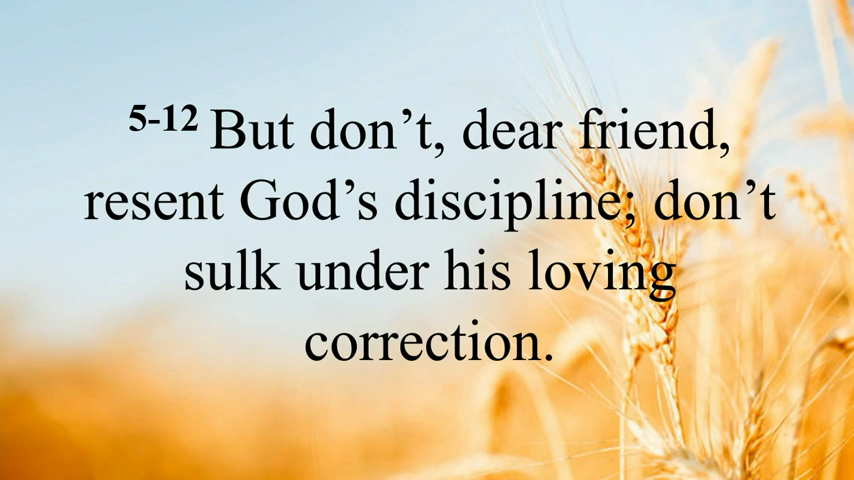 5-12 But don’t, dear friend,
resent God’s discipline; don’t
sulk under his loving
correction.